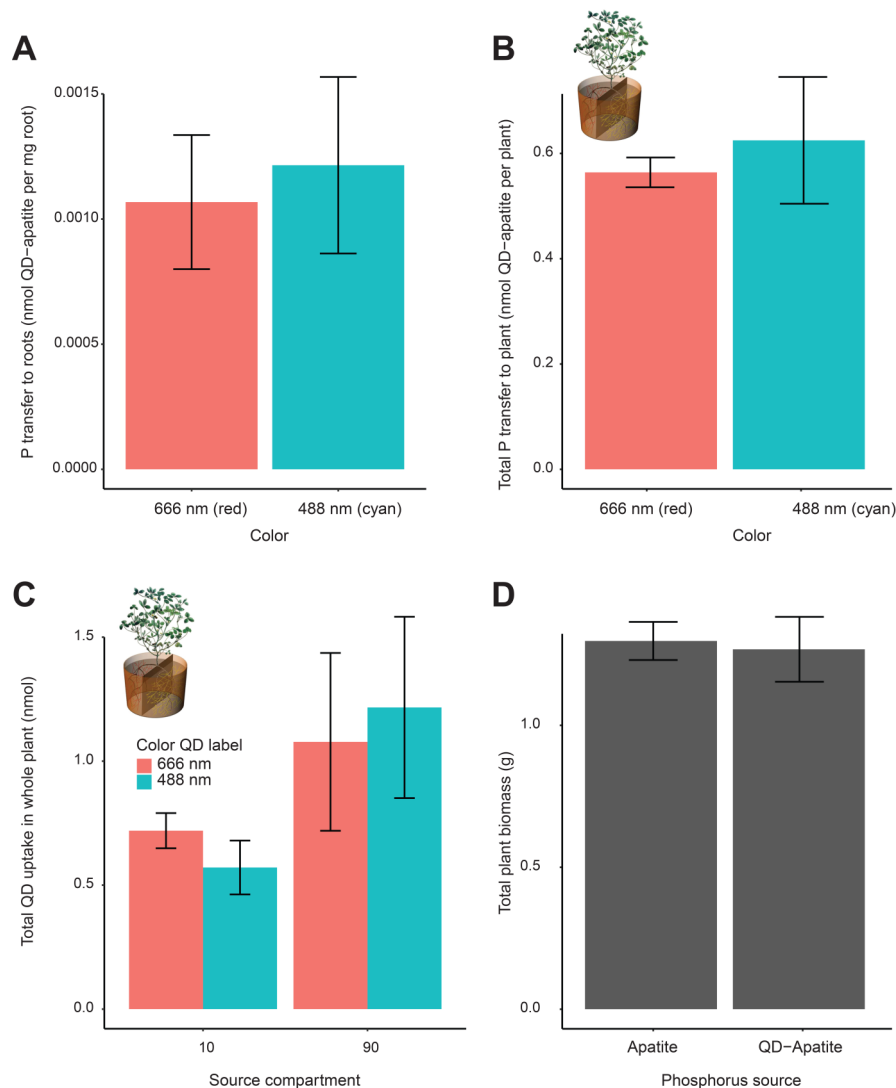 A
P transfer to roots (nmol QD−apatite per mg root)
0.0015
0.0010
0.0005
0.0000
666 nm (red)
488 nm (cyan)
Color
B
Total P transfer to plant (nmol QD−apatite per plant)
0.6
0.4
0.2
0.0
666 nm (red)
488 nm (cyan)
Color
C
Total QD uptake in whole plant (nmol)
1.5
1.0
0.5
0.0
Color QD label
666 nm
488 nm
10
90
Source compartment
D
Total plant biomass (g)
1.0
0.5
0.0
Apatite
QD−Apatite
Phosphorus source